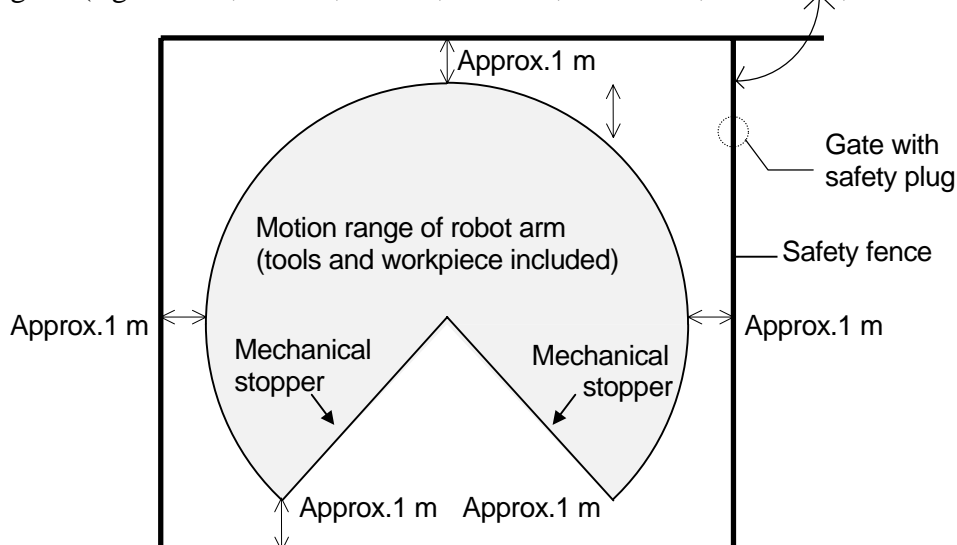 Approx.1 m
Gate with
safety plug
Motion range of robot arm
(tools and workpiece included)
Safety fence
Approx.1 m
Approx.1 m
Mechanical
stopper
Mechanical
stopper
Approx.1 m
Approx.1 m